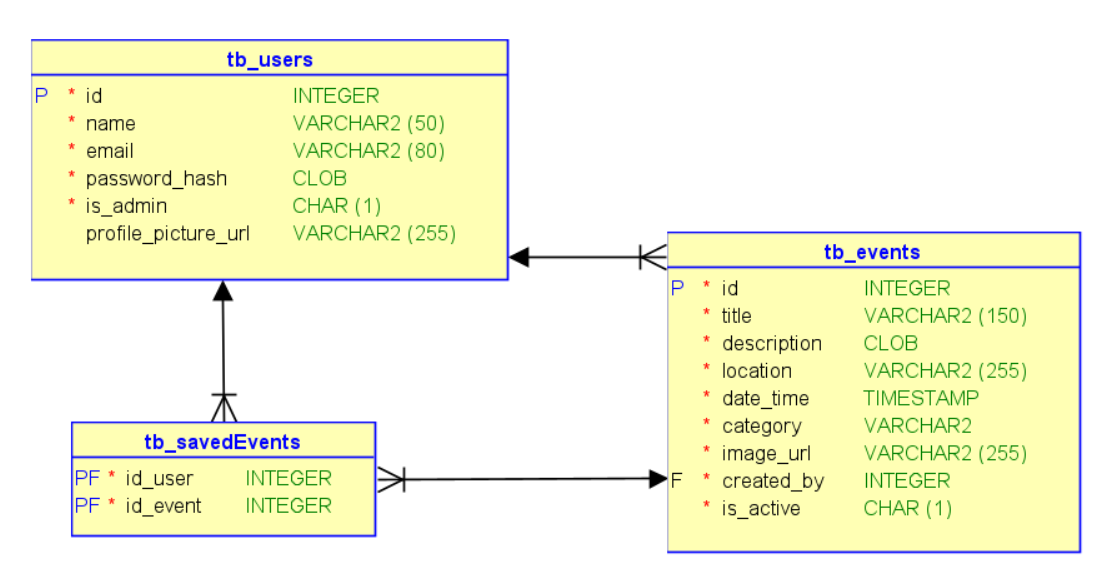 tb_users
P * id INTEGER
* name VARCHAR2 (50)
* email VARCHAR2 (80)
* password_hash CLOB
* is_admin CHAR (1)
profile_picture_url VARCHAR2 (255)
tb_events
P * id INTEGER
* title VARCHAR2 (150)
* description CLOB
* location VARCHAR2 (255)
* date_time TIMESTAMP
* category VARCHAR2
* image_url VARCHAR2 (255)
F * created_by INTEGER
* is_active CHAR (1)
tb_savedEvents
PF * id_user INTEGER
PF * id_event INTEGER